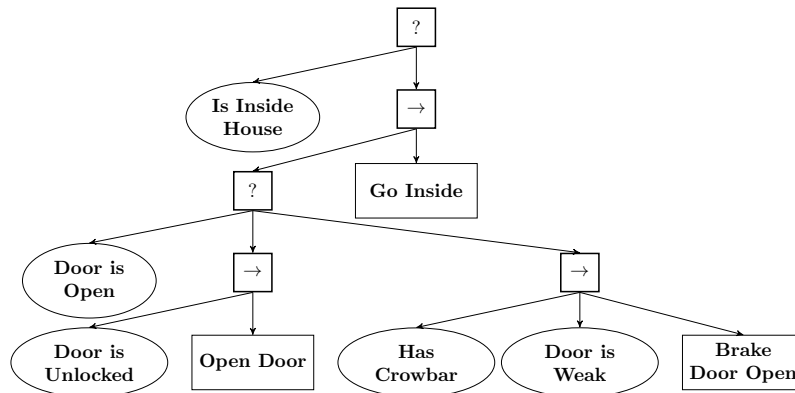 ?
Is Inside
House
→
?
Go Inside
Door is
Open
→
→
Door is
Unlocked
Open Door
Has
Crowbar
Door is
Weak
Brake
Door Open